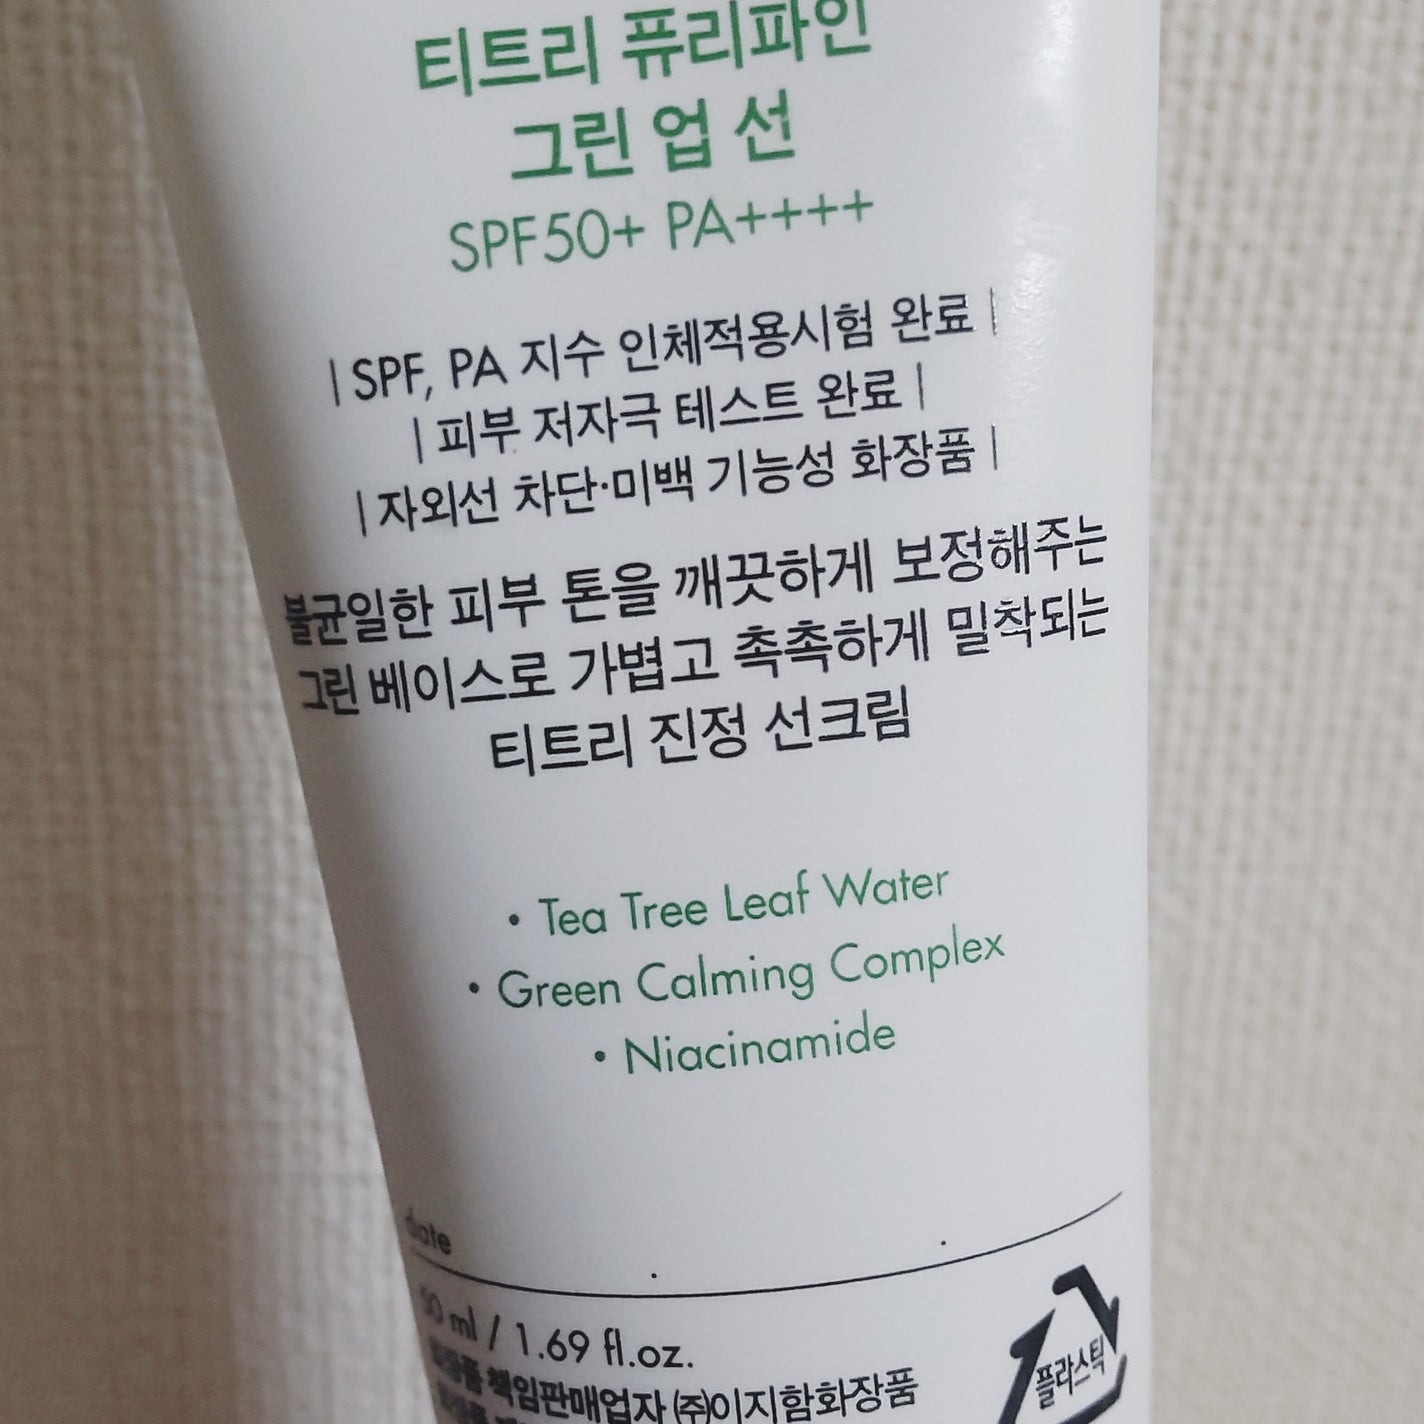 티트리 퓨리파인
그린 업 선
SPF50+ PA++++
| SPF, PA 지수 인체적용시험 완료 |
| 피부 저자극 테스트 완료 |
| 자외선 차단·미백 기능성 화장품 |
불균일한 피부 톤을 깨끗하게 보정해주는
그린 베이스로 가볍고 촉촉하게 밀착되는
티트리 진정 선크림
• Tea Tree Leaf Water
• Green Calming Complex
• Niacinamide
date
50 ml / 1.69 fl.oz.
플라스틱
화장품 책임판매업자 ㈜이지함화장품